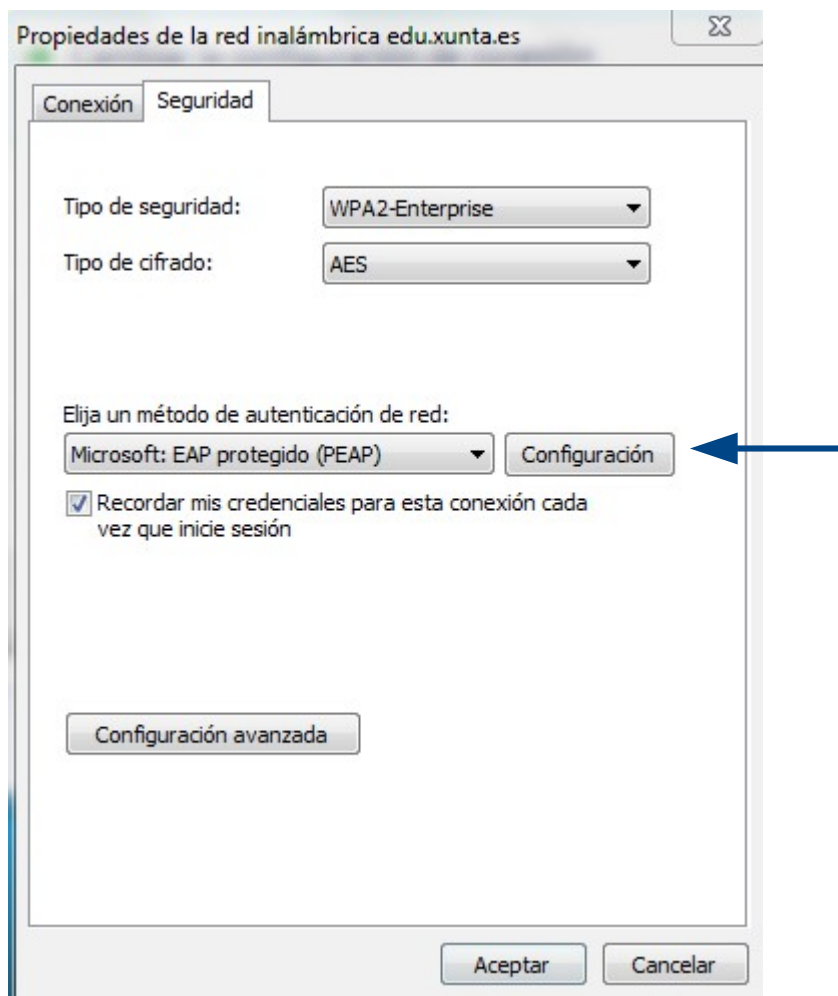 Propiedades de la red inalámbrica edu.xunta.es
Conexión
Seguridad
Tipo de seguridad:
WPA2-Enterprise
Tipo de cifrado:
AES
Elija un método de autenticación de red:
Microsoft: EAP protegido (PEAP)
Configuración
Recordar mis credenciales para esta conexión cada
vez que inicie sesión
Configuración avanzada
Aceptar
Cancelar